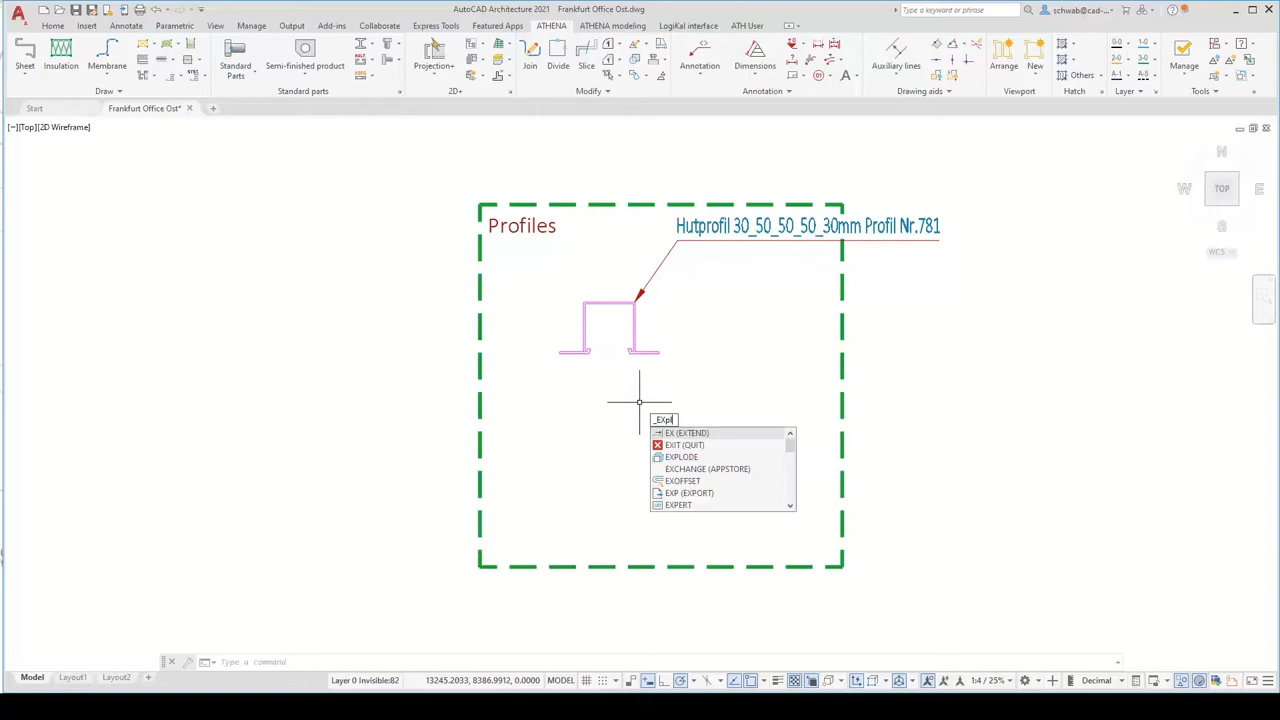 AutoCAD Architecture 2021 Frankfurt Office Ost.dwg
Type a keyword or phrase
schwab@cad-...
Home Insert Annotate Parametric View Manage Output Add-ins Collaborate Express Tools Featured Apps ATHENA ATHENA modeling LogiKal interface ATH User
Sheet Insulation Membrane Standard Parts Semi-finished product Projection+ Join Divide Slice Annotation Dimensions Auxiliary lines Arrange New Others Manage
Draw Standard parts 2D+ Modify Annotation Drawing aids Viewport Hatch Layer Tools
Start Frankfurt Office Ost*
[−][Top][2D Wireframe]
N
W TOP E
S
WCS
Profiles
Hutprofil 30_50_50_50_30mm Profil Nr.781
_EXpl
EX (EXTEND)
EXIT (QUIT)
EXPLODE
EXCHANGE (APPSTORE)
EXOFFSET
EXP (EXPORT)
EXPERT
Type a command
Model Layout1 Layout2
Layer 0 Invisible:82 13245.2033, 8386.9912, 0.0000 MODEL 1:4 / 25% Decimal